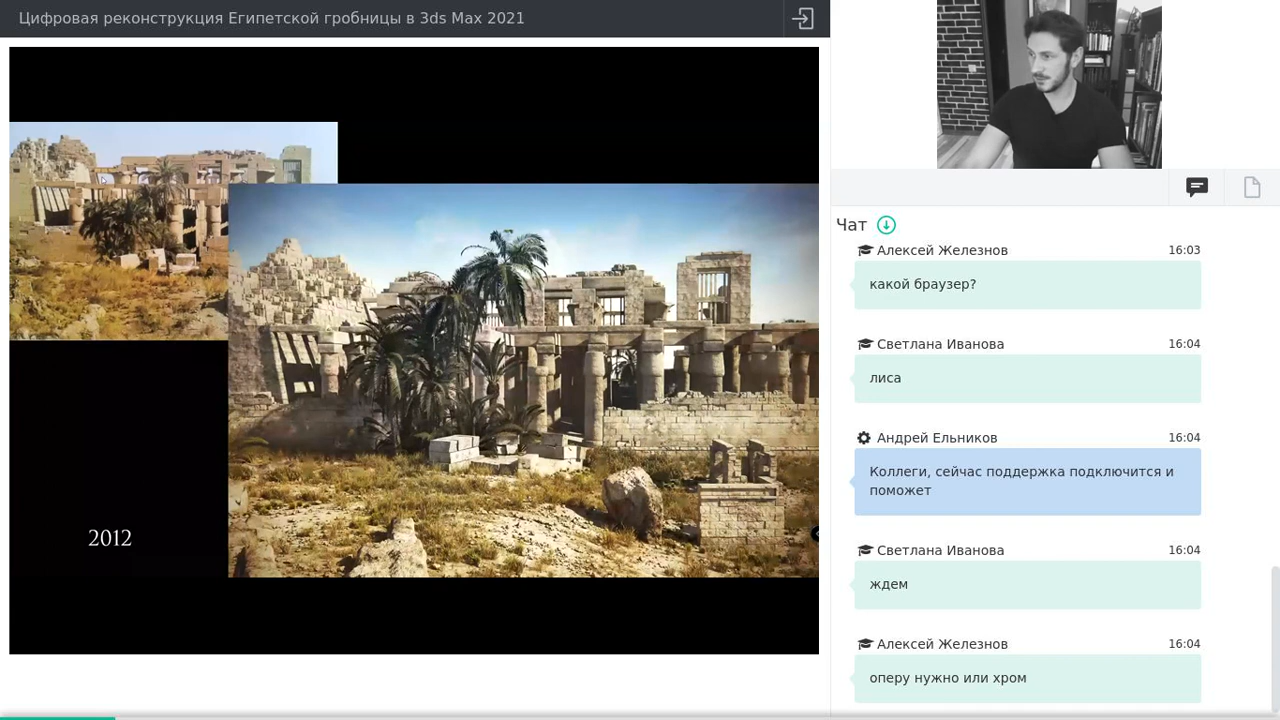 Цифровая реконструкция Египетской гробницы в 3ds Max 2021
2012
Чат
Алексей Железнов 16:03
какой браузер?
Светлана Иванова 16:04
лиса
Андрей Ельников 16:04
Коллеги, сейчас поддержка подключится и
поможет
Светлана Иванова 16:04
ждем
Алексей Железнов 16:04
оперу нужно или хром